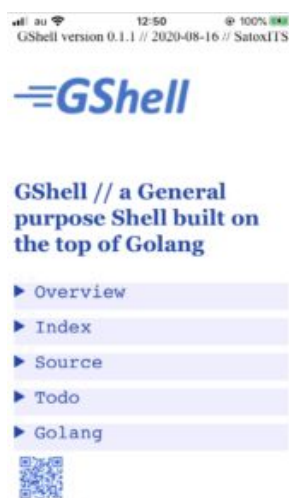 au 12:50 100%
GShell version 0.1.1 // 2020-08-16 // SatoxITS
GShell
GShell // a General
purpose Shell built on
the top of Golang
Overview
Index
Source
Todo
Golang